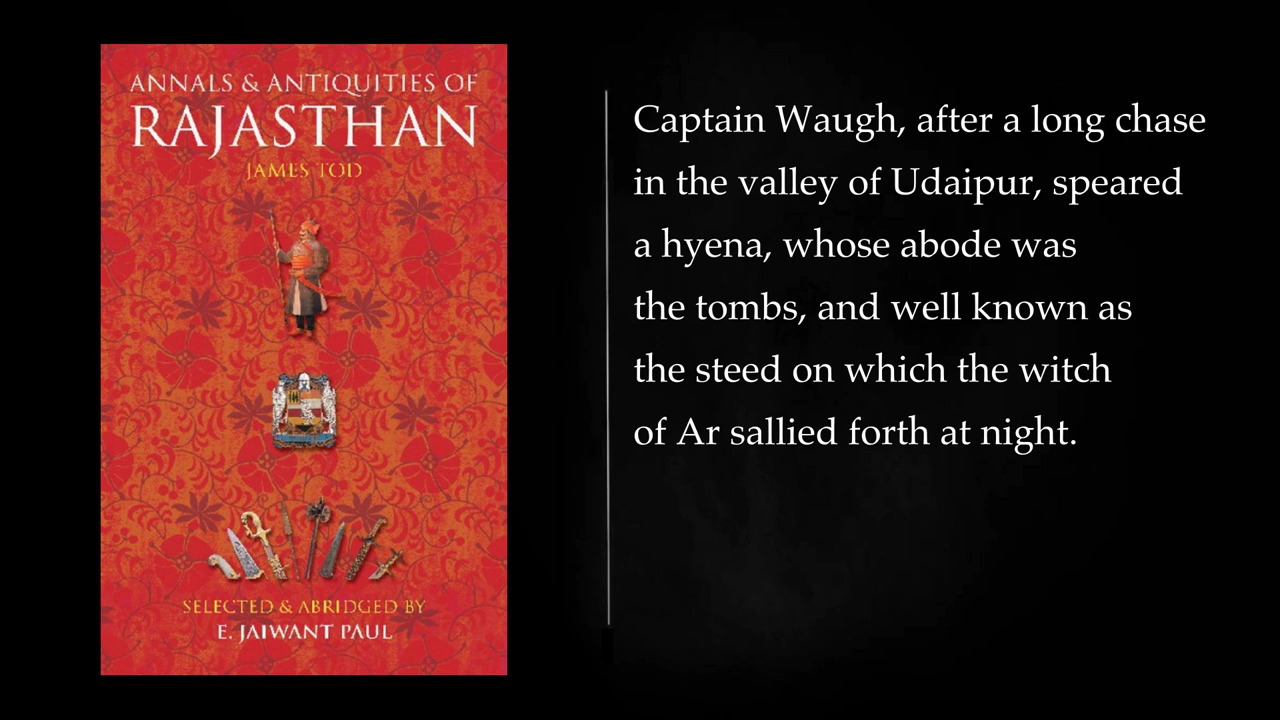 ANNALS & ANTIQUITIES OF
RAJASTHAN
JAMES TOD
SELECTED & ABRIDGED BY
E. JAIWANT PAUL
Captain Waugh, after a long chase
in the valley of Udaipur, speared
a hyena, whose abode was
the tombs, and well known as
the steed on which the witch
of Ar sallied forth at night.